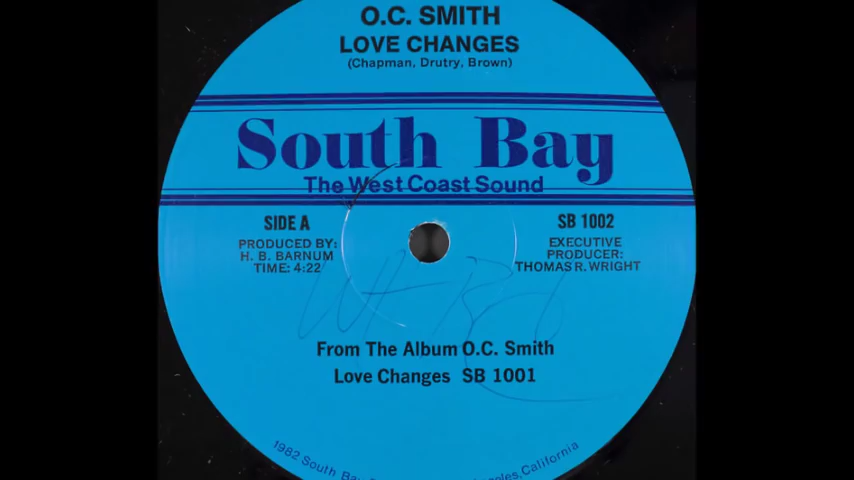 O.C. SMITH
LOVE CHANGES
(Chapman, Drutry, Brown)
South Bay
The West Coast Sound
SIDE A
PRODUCED BY:
H. B. BARNUM
TIME: 4:22
SB 1002
EXECUTIVE
PRODUCER:
THOMAS R. WRIGHT
From The Album O.C. Smith
Love Changes SB 1001
1982 South California